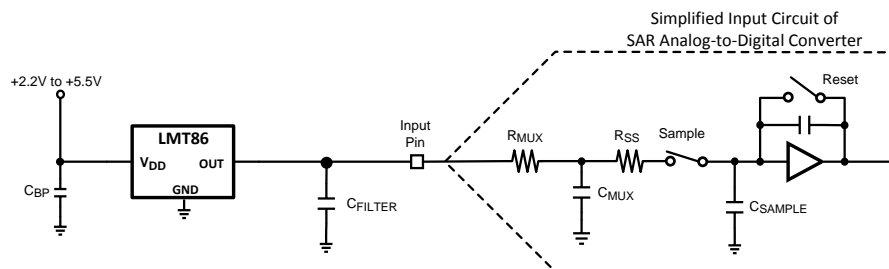 Simplified Input Circuit of
SAR Analog-to-Digital Converter
+2.2V to +5.5V
Reset
LMT86
Input
Pin
RMUX
RSS
Sample
VDD
OUT
GND
CBP
CFILTER
CMUX
CSAMPLE